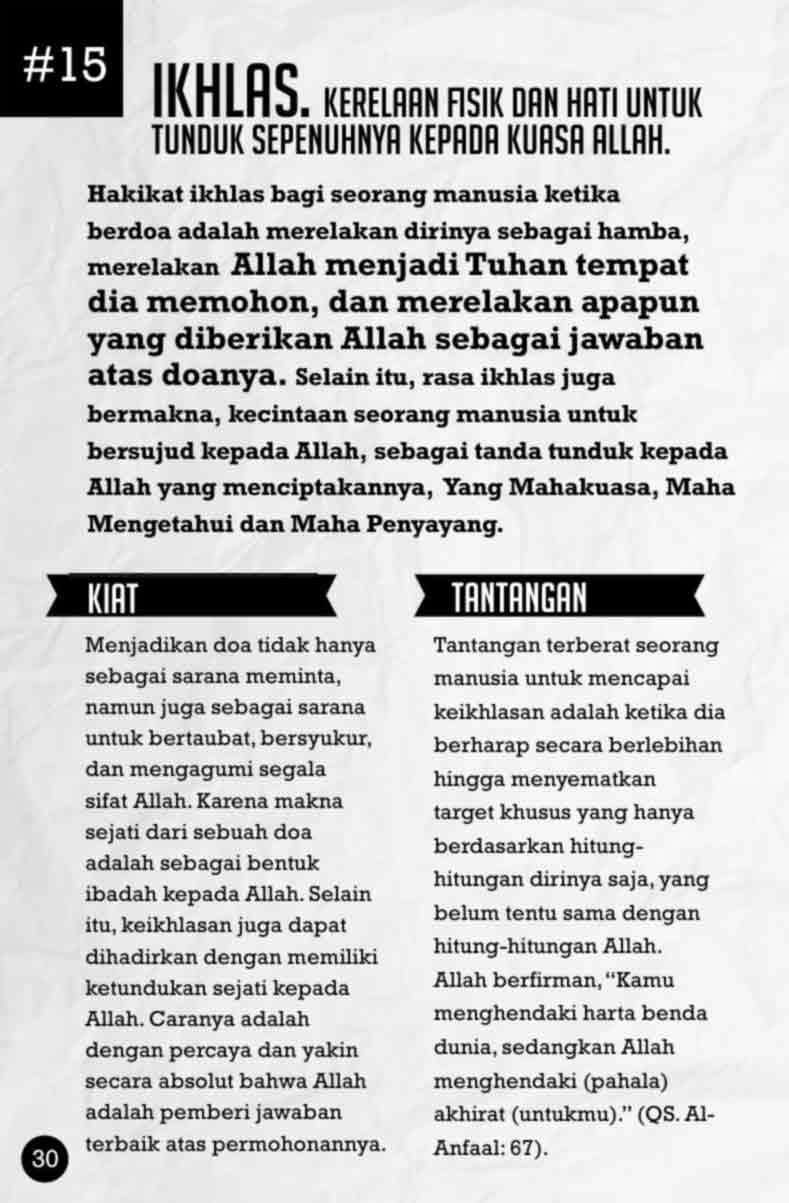 #15
IKHLAS. KERELAAN FISIK DAN HATI UNTUK
TUNDUK SEPENUHNYA KEPADA KUASA ALLAH.
Hakikat ikhlas bagi seorang manusia ketika
berdoa adalah merelakan dirinya sebagai hamba,
merelakan Allah menjadi Tuhan tempat
dia memohon, dan merelakan apapun
yang diberikan Allah sebagai jawaban
atas doanya. Selain itu, rasa ikhlas juga
bermakna, kecintaan seorang manusia untuk
bersujud kepada Allah, sebagai tanda tunduk kepada
Allah yang menciptakannya, Yang Mahakuasa, Maha
Mengetahui dan Maha Penyayang.
KIAT
Menjadikan doa tidak hanya
sebagai sarana meminta,
namun juga sebagai sarana
untuk bertaubat, bersyukur,
dan mengagumi segala
sifat Allah. Karena makna
sejati dari sebuah doa
adalah sebagai bentuk
ibadah kepada Allah. Selain
itu, keikhlasan juga dapat
dihadirkan dengan memiliki
ketundukan sejati kepada
Allah. Caranya adalah
dengan percaya dan yakin
secara absolut bahwa Allah
adalah pemberi jawaban
terbaik atas permohonannya.
TANTANGAN
Tantangan terberat seorang
manusia untuk mencapai
keikhlasan adalah ketika dia
berharap secara berlebihan
hingga menyematkan
target khusus yang hanya
berdasarkan hitung-
hitungan dirinya saja, yang
belum tentu sama dengan
hitung-hitungan Allah.
Allah berfirman, “Kamu
menghendaki harta benda
dunia, sedangkan Allah
menghendaki (pahala)
akhirat (untukmu).” (QS. Al-
Anfaal: 67).
30